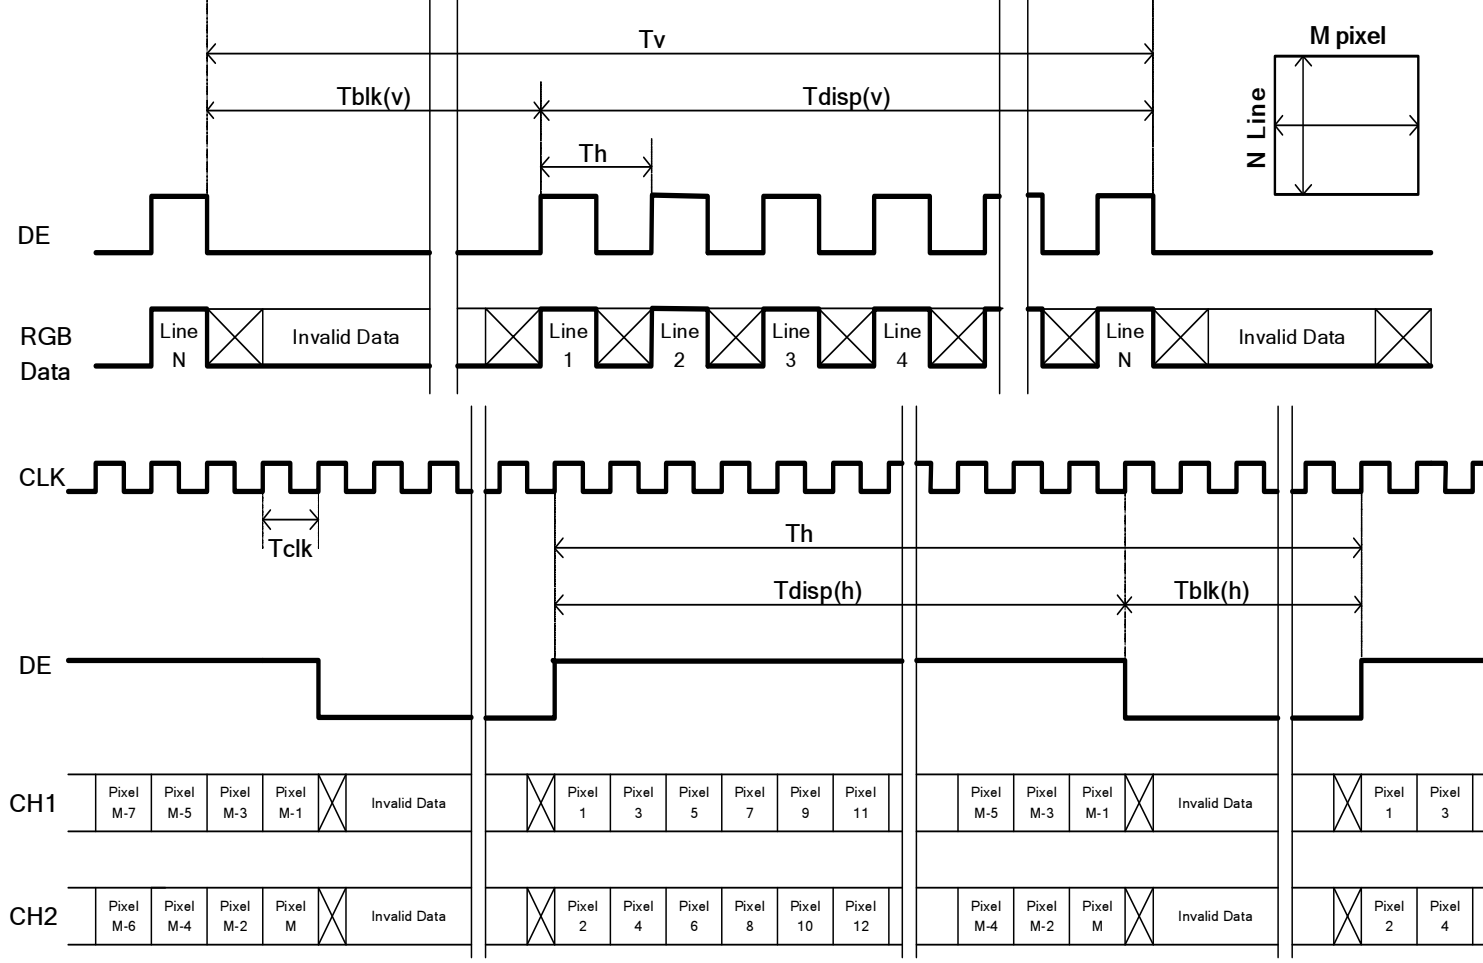 Tv
M pixel
Tblk(v) Tdisp(v)
N Line
Th
DE
RGB Data
Line N Invalid Data Line 1 Line 2 Line 3 Line 4 Line N Invalid Data
CLK
Tclk
Th
Tdisp(h) Tblk(h)
DE
CH1
Pixel M-7 Pixel M-5 Pixel M-3 Pixel M-1 Invalid Data Pixel 1 Pixel 3 Pixel 5 Pixel 7 Pixel 9 Pixel 11 Pixel M-5 Pixel M-3 Pixel M-1 Invalid Data Pixel 1 Pixel 3
CH2
Pixel M-6 Pixel M-4 Pixel M-2 Pixel M Invalid Data Pixel 2 Pixel 4 Pixel 6 Pixel 8 Pixel 10 Pixel 12 Pixel M-4 Pixel M-2 Pixel M Invalid Data Pixel 2 Pixel 4